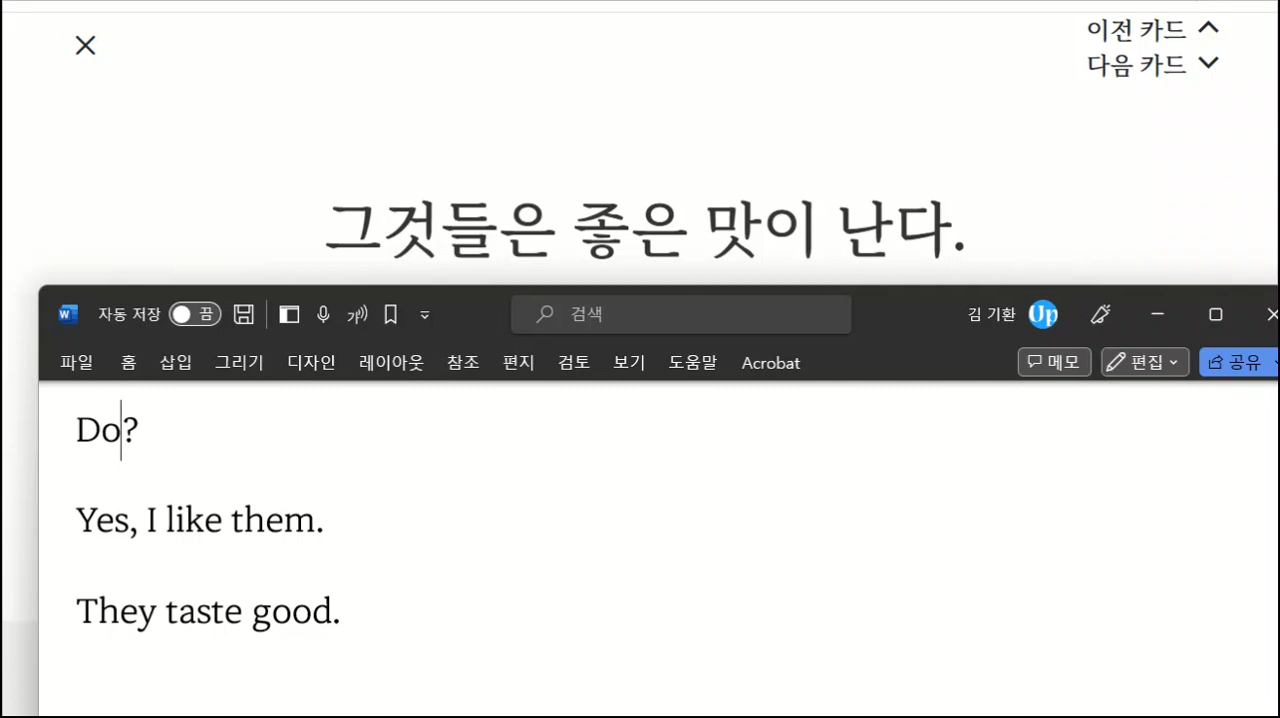 이전 카드
다음 카드
그것들은 좋은 맛이 난다.
자동 저장 끔 가 검색 김 기환 Up
파일 홈 삽입 그리기 디자인 레이아웃 참조 편지 검토 보기 도움말 Acrobat 메모 편집 공유
Do?
Yes, I like them.
They taste good.